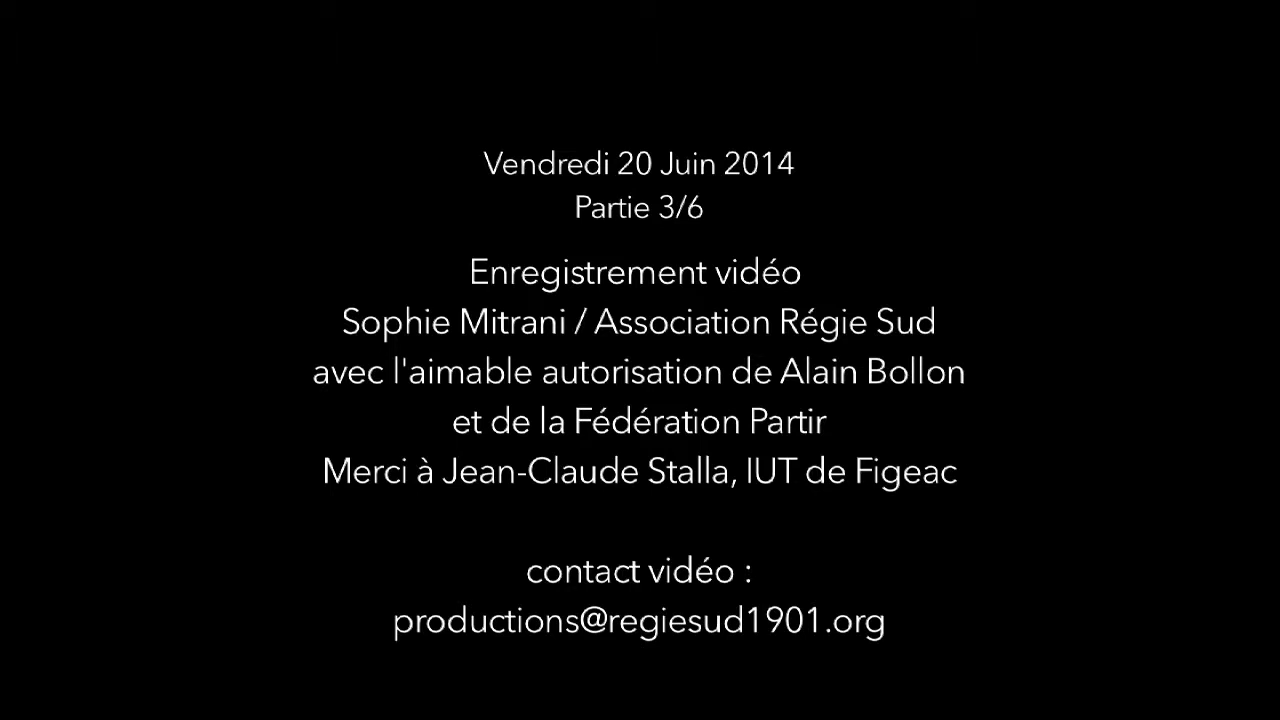 Vendredi 20 Juin 2014
Partie 3/6
Enregistrement vidéo
Sophie Mitrani / Association Régie Sud
avec l'aimable autorisation de Alain Bollon
et de la Fédération Partir
Merci à Jean-Claude Stalla, IUT de Figeac
contact vidéo :
productions@regiesud1901.org